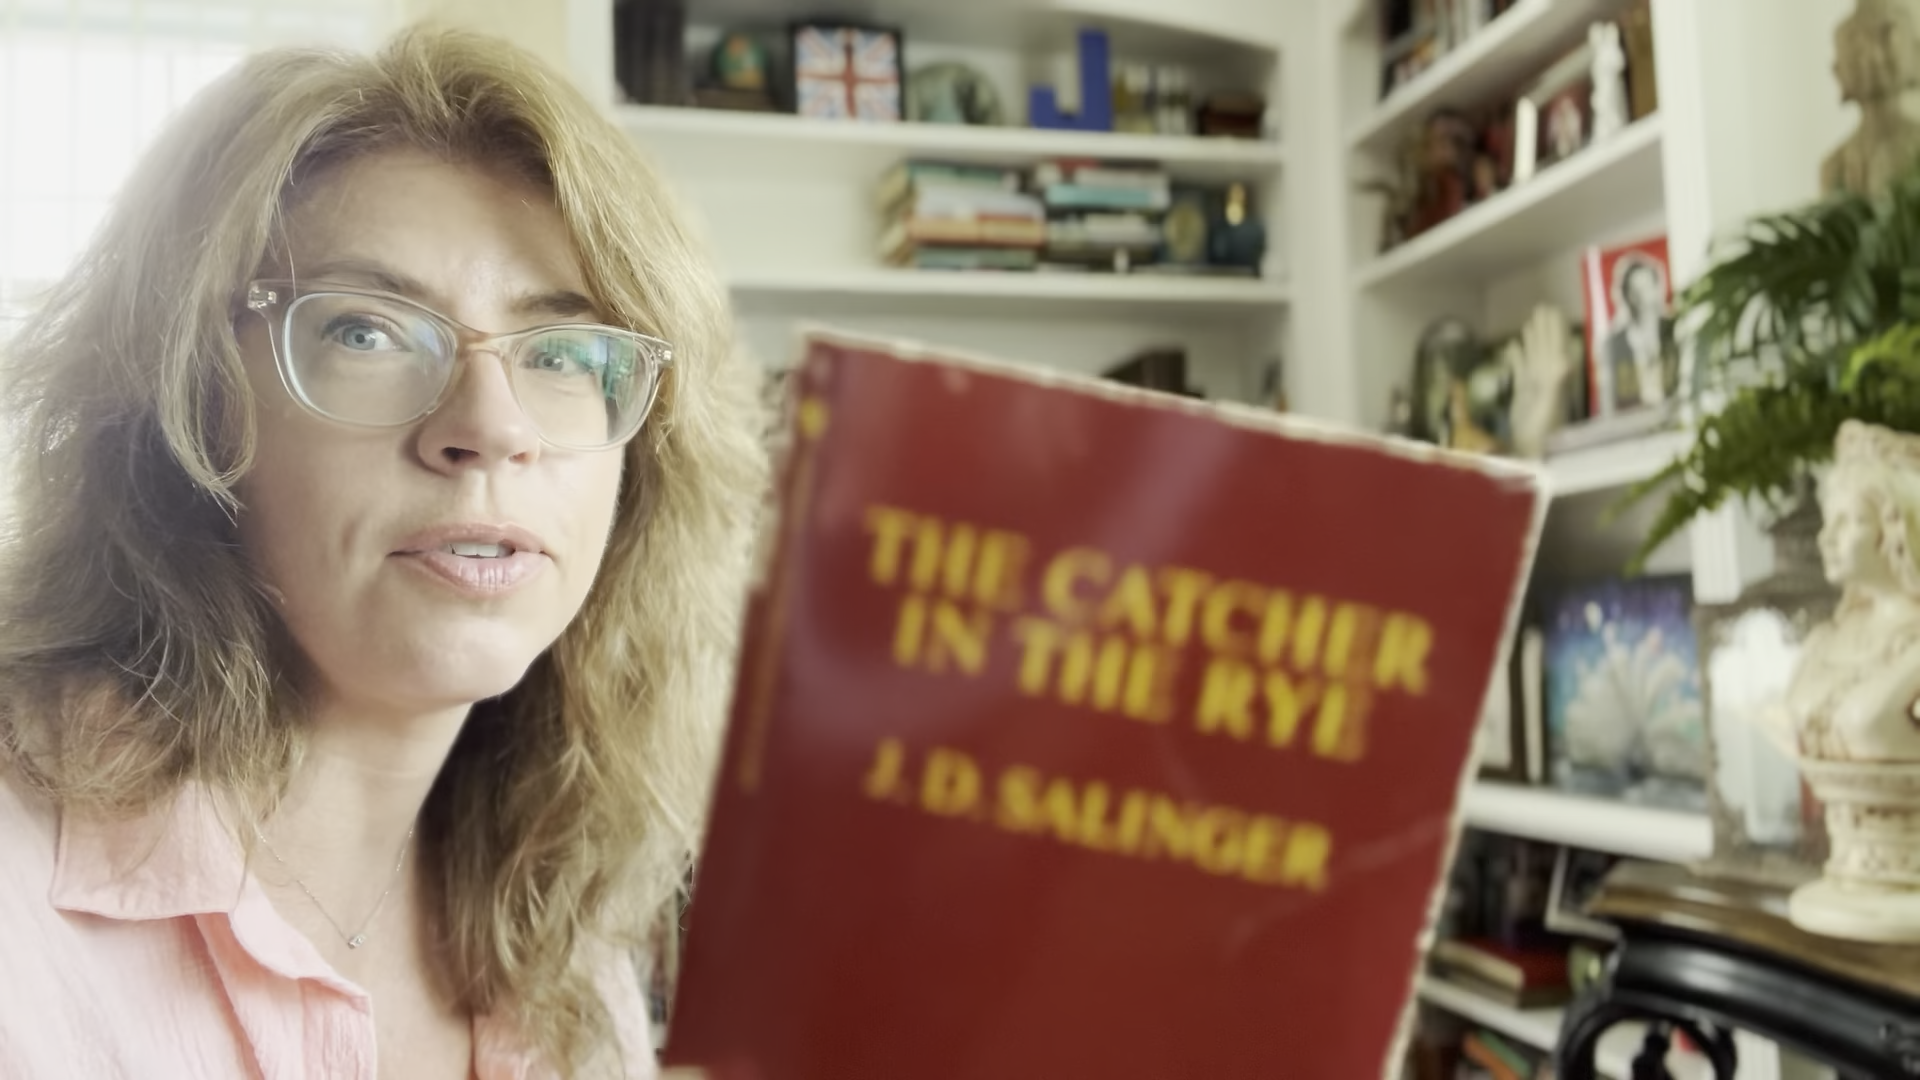 THE CATCHER
IN THE RYE
J. D. SALINGER